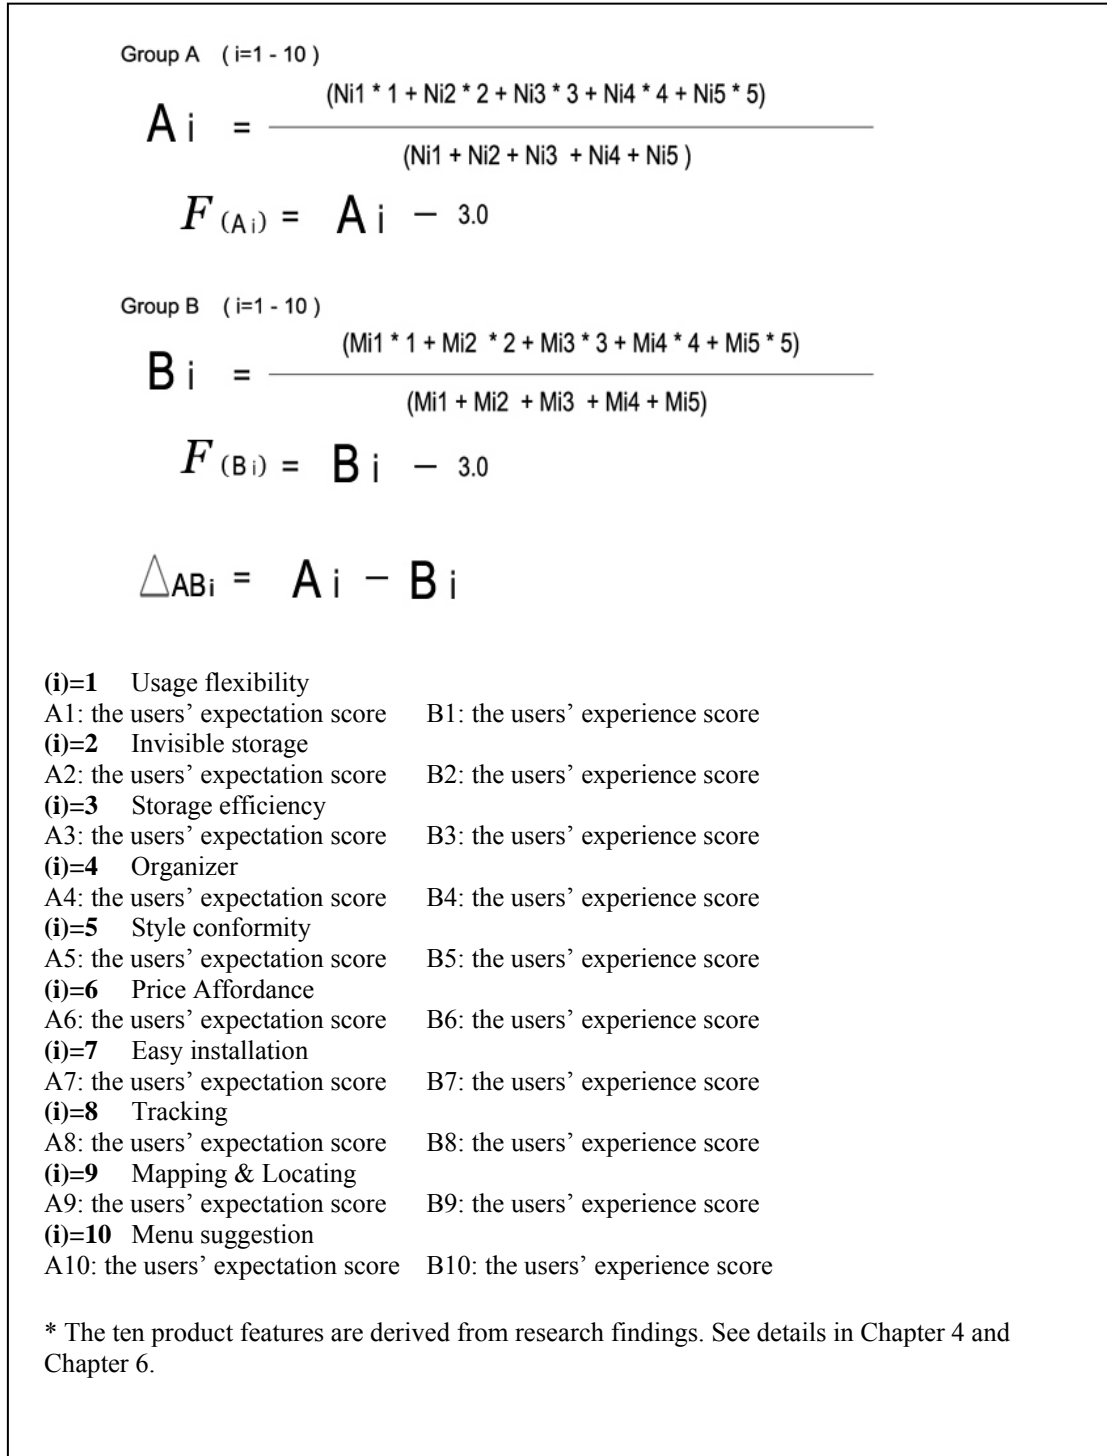 Group A ( i=1 - 10 )
(Ni1 * 1 + Ni2 * 2 + Ni3 * 3 + Ni4 * 4 + Ni5 * 5)
A i =
(Ni1 + Ni2 + Ni3 + Ni4 + Ni5 )
F (A i) = A i − 3.0
Group B ( i=1 - 10 )
(Mi1 * 1 + Mi2 * 2 + Mi3 * 3 + Mi4 * 4 + Mi5 * 5)
B i =
(Mi1 + Mi2 + Mi3 + Mi4 + Mi5)
F (B i) = B i − 3.0
△ABi = A i − B i
(i)=1 Usage flexibility
A1: the users’ expectation score B1: the users’ experience score
(i)=2 Invisible storage
A2: the users’ expectation score B2: the users’ experience score
(i)=3 Storage efficiency
A3: the users’ expectation score B3: the users’ experience score
(i)=4 Organizer
A4: the users’ expectation score B4: the users’ experience score
(i)=5 Style conformity
A5: the users’ expectation score B5: the users’ experience score
(i)=6 Price Affordance
A6: the users’ expectation score B6: the users’ experience score
(i)=7 Easy installation
A7: the users’ expectation score B7: the users’ experience score
(i)=8 Tracking
A8: the users’ expectation score B8: the users’ experience score
(i)=9 Mapping & Locating
A9: the users’ expectation score B9: the users’ experience score
(i)=10 Menu suggestion
A10: the users’ expectation score B10: the users’ experience score
* The ten product features are derived from research findings. See details in Chapter 4 and
Chapter 6.